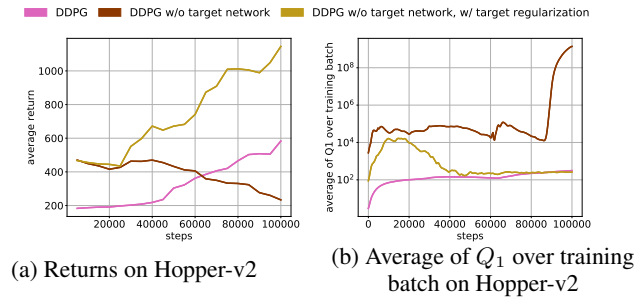 DDPG DDPG w/o target network DDPG w/o target network, w/ target regularization
average return
1000
800
600
400
200
20000 40000 60000 80000 100000
steps
average of Q1 over training batch
10^8
10^6
10^4
10^2
0 20000 40000 60000 80000 100000
steps
(a) Returns on Hopper-v2
(b) Average of Q₁ over training
batch on Hopper-v2